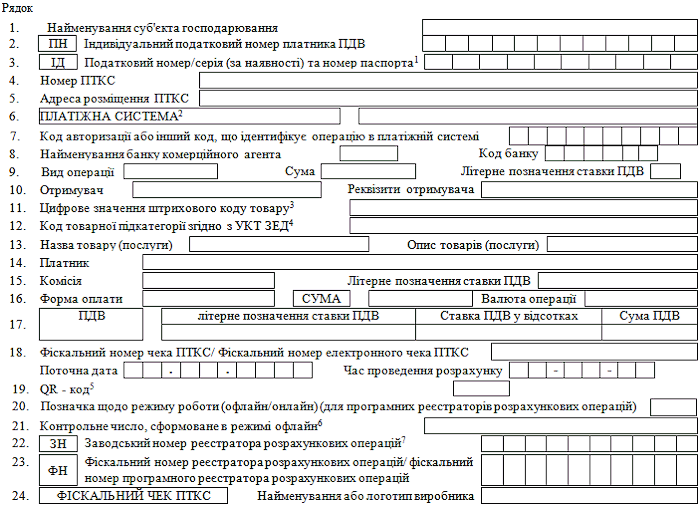 Рядок
1. Найменування суб'єкта господарювання
2. ПН Індивідуальний податковий номер платника ПДВ
3. ІД Податковий номер/серія (за наявності) та номер паспорта1
4. Номер ПТКС
5. Адреса розміщення ПТКС
6. ПЛАТІЖНА СИСТЕМА2
7. Код авторизації або інший код, що ідентифікує операцію в платіжній системі
8. Найменування банку комерційного агента Код банку
9. Вид операції Сума Літерне позначення ставки ПДВ
10. Отримувач Реквізити отримувача
11. Цифрове значення штрихового коду товару3
12. Код товарної підкатегорії згідно з УКТ ЗЕД4
13. Назва товару (послуги) Опис товарів (послуги)
14. Платник
15. Комісія Літерне позначення ставки ПДВ
16. Форма оплати СУМА Валюта операції
17. ПДВ літерне позначення ставки ПДВ Ставка ПДВ у відсотках Сума ПДВ
18. Фіскальний номер чека ПТКС/ Фіскальний номер електронного чека ПТКС
Поточна дата . . Час проведення розрахунку - -
19. QR - код5
20. Позначка щодо режиму роботи (офлайн/онлайн) (для програмних реєстраторів розрахункових операцій)
21. Контрольне число, сформоване в режимі офлайн6
22. ЗН Заводський номер реєстратора розрахункових операцій7
23. ФН Фіскальний номер реєстратора розрахункових операцій/ фіскальний
номер програмного реєстратора розрахункових операцій
24. ФІСКАЛЬНИЙ ЧЕК ПТКС Найменування або логотип виробника